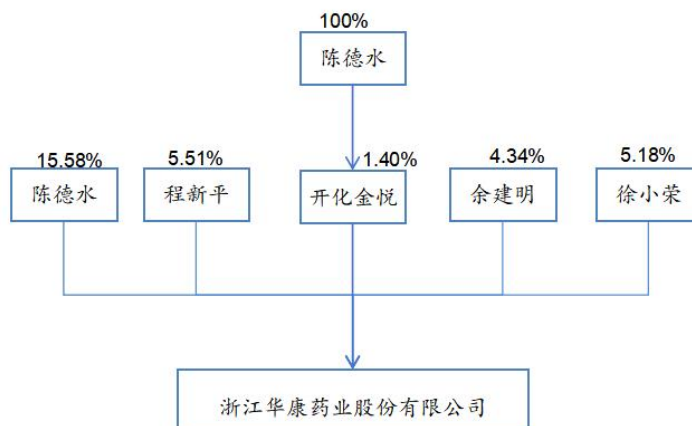 100%
陈德水
15.58%
5.51%
1.40%
4.34%
5.18%
陈德水
程新平
开化金悦
余建明
徐小荣
浙江华康药业股份有限公司